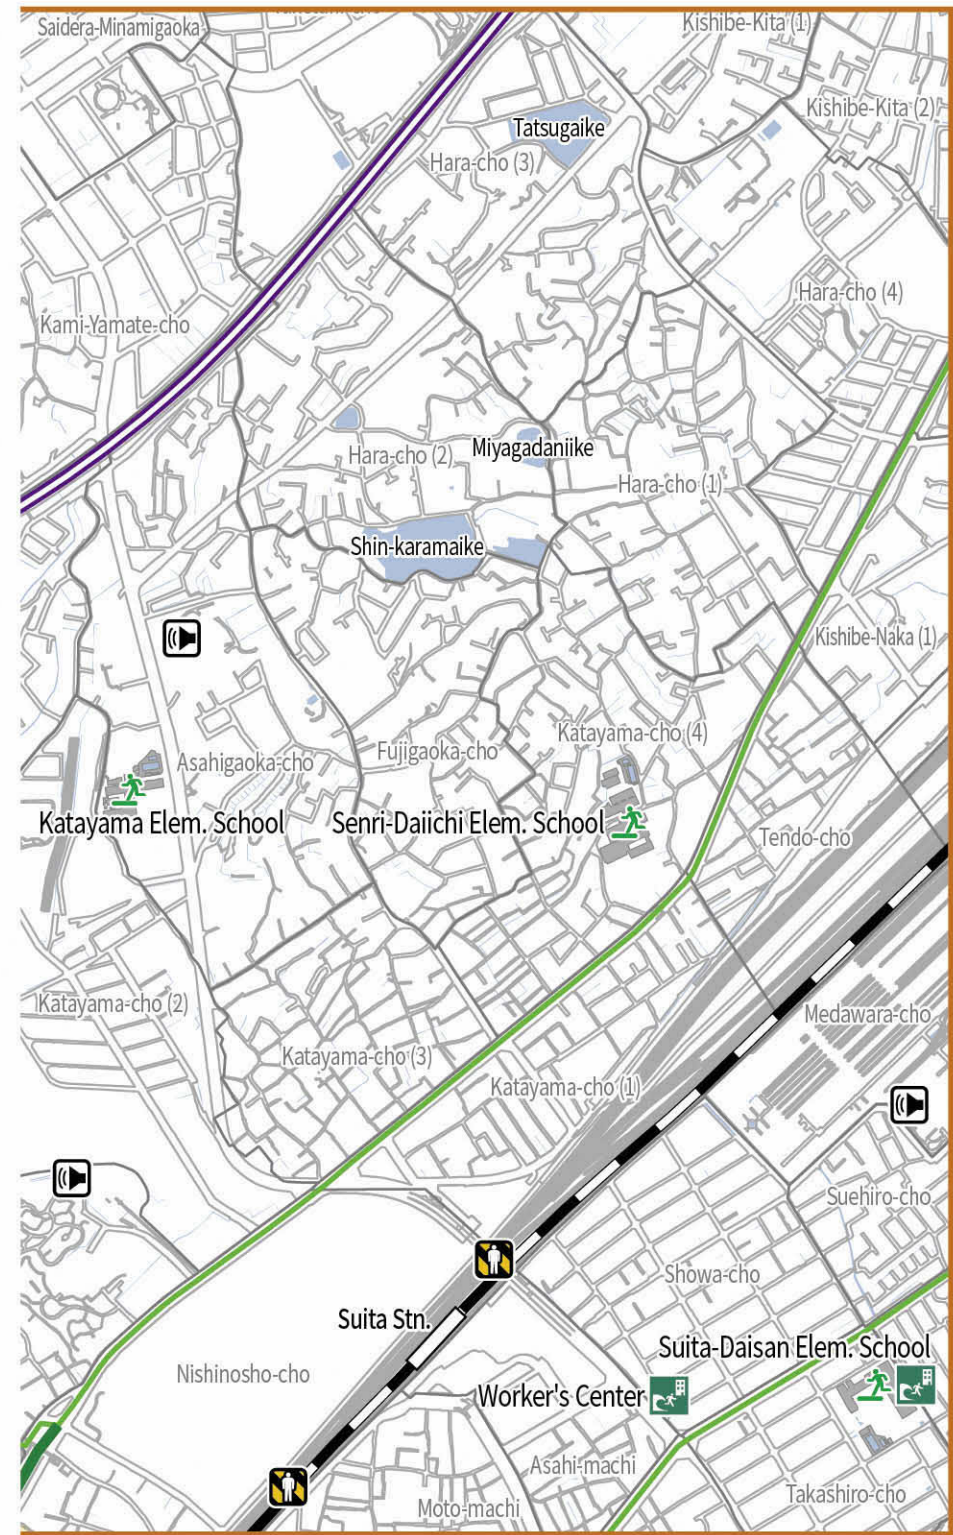 Saidera-Minamigaoka
Kishibe-Kita (1)
Kishibe-Kita (2)
Tatsugaike
Hara-cho (3)
Hara-cho (4)
Kami-Yamate-cho
Hara-cho (2)
Miyagadaniike
Hara-cho (1)
Shin-karamaike
Kishibe-Naka (1)
Katayama-cho (4)
Fujigaoka-cho
Asahigaoka-cho
Katayama Elem. School
Senri-Daiichi Elem. School
Tendo-cho
Katayama-cho (2)
Medawara-cho
Katayama-cho (3)
Katayama-cho (1)
Suehiro-cho
Showa-cho
Suita Stn.
Suita-Daisan Elem. School
Nishinosho-cho
Worker's Center
Asahi-machi
Takashiro-cho
Moto-machi